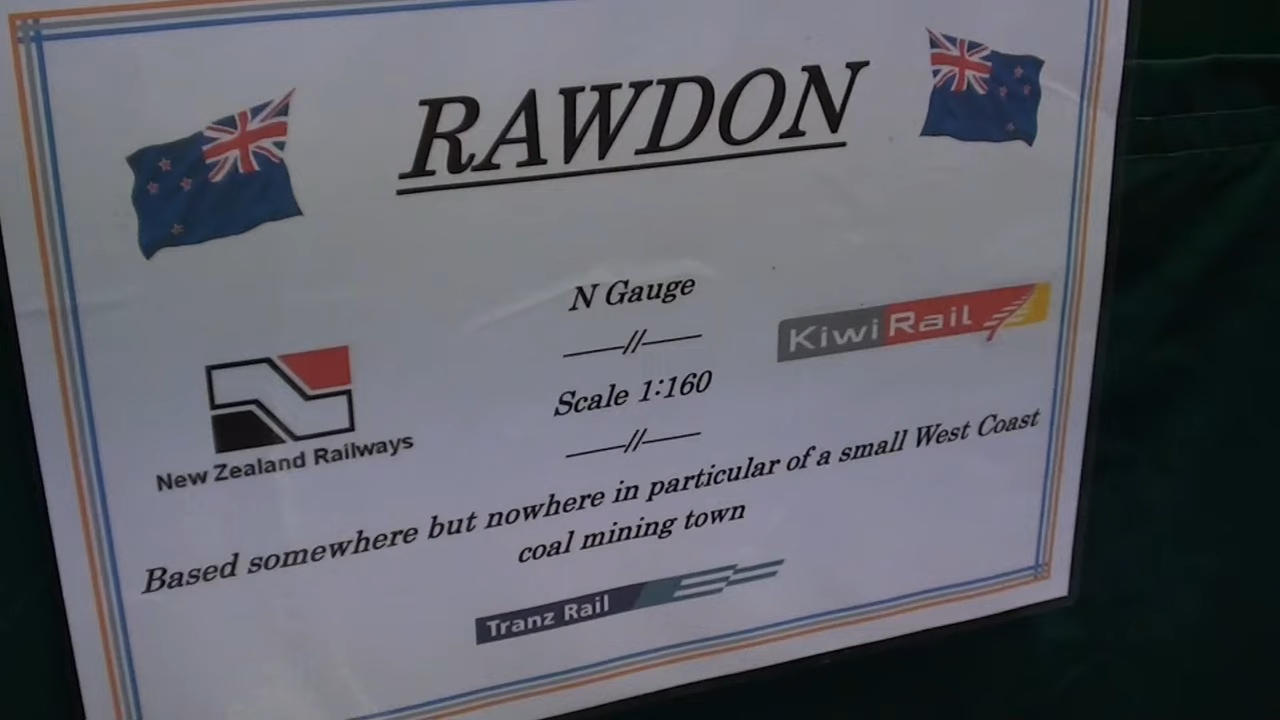 RAWDON
N Gauge
——//——
KiwiRail
Scale 1:160
——//——
New Zealand Railways
Based somewhere but nowhere in particular of a small West Coast
coal mining town
Tranz Rail